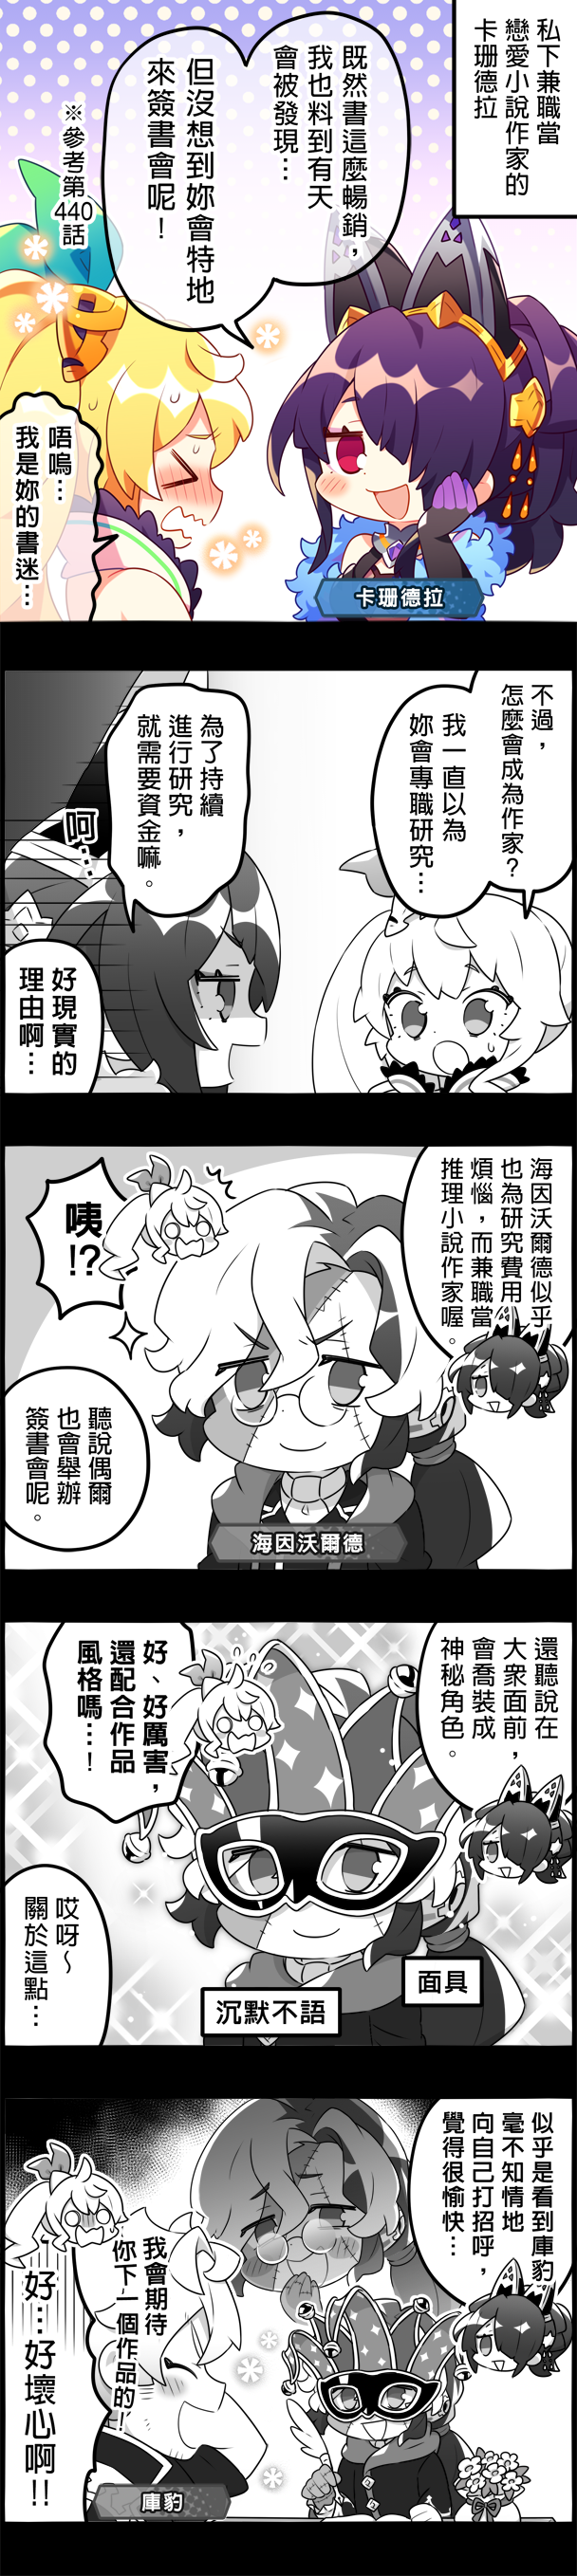 私下兼職當
戀愛小說作家的
卡珊德拉
既然書這麼暢銷，
我也料到有天
會被發現…
但沒想到妳會特地
來簽書會呢！
※參考第
440
話
唔嗚…
我是妳的書迷…
卡珊德拉
不過，
怎麼會成為作家？
我一直以為
妳會專職研究…
為了持續
進行研究，
就需要資金嘛。
呵…
好現實的
理由啊…
海因沃爾德似乎
也為研究費用
煩惱，而兼職當
推理小說作家喔。
咦!?
聽說偶爾
也會舉辦
簽書會呢。
海因沃爾德
還聽說在
大眾面前，
會喬裝成
神秘角色。
好、好厲害，
還配合作品
風格嗎…！
面具
沉默不語
哎呀～
關於這點…
似乎是看到庫豹
毫不知情地
向自己打招呼，
覺得很愉快…
我會期待
你下一個作品的！
好…好壞心啊!!
庫豹